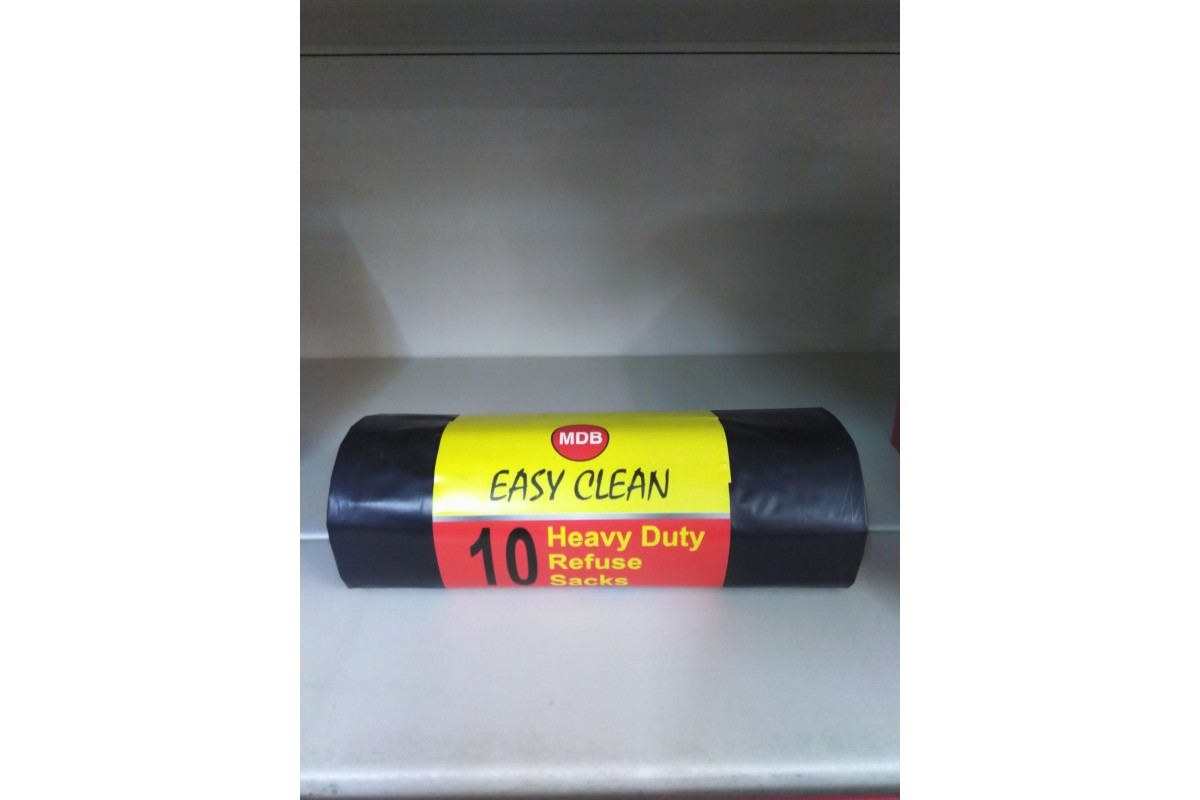 MDB
EASY CLEAN
10
Heavy Duty
Refuse
Sacks